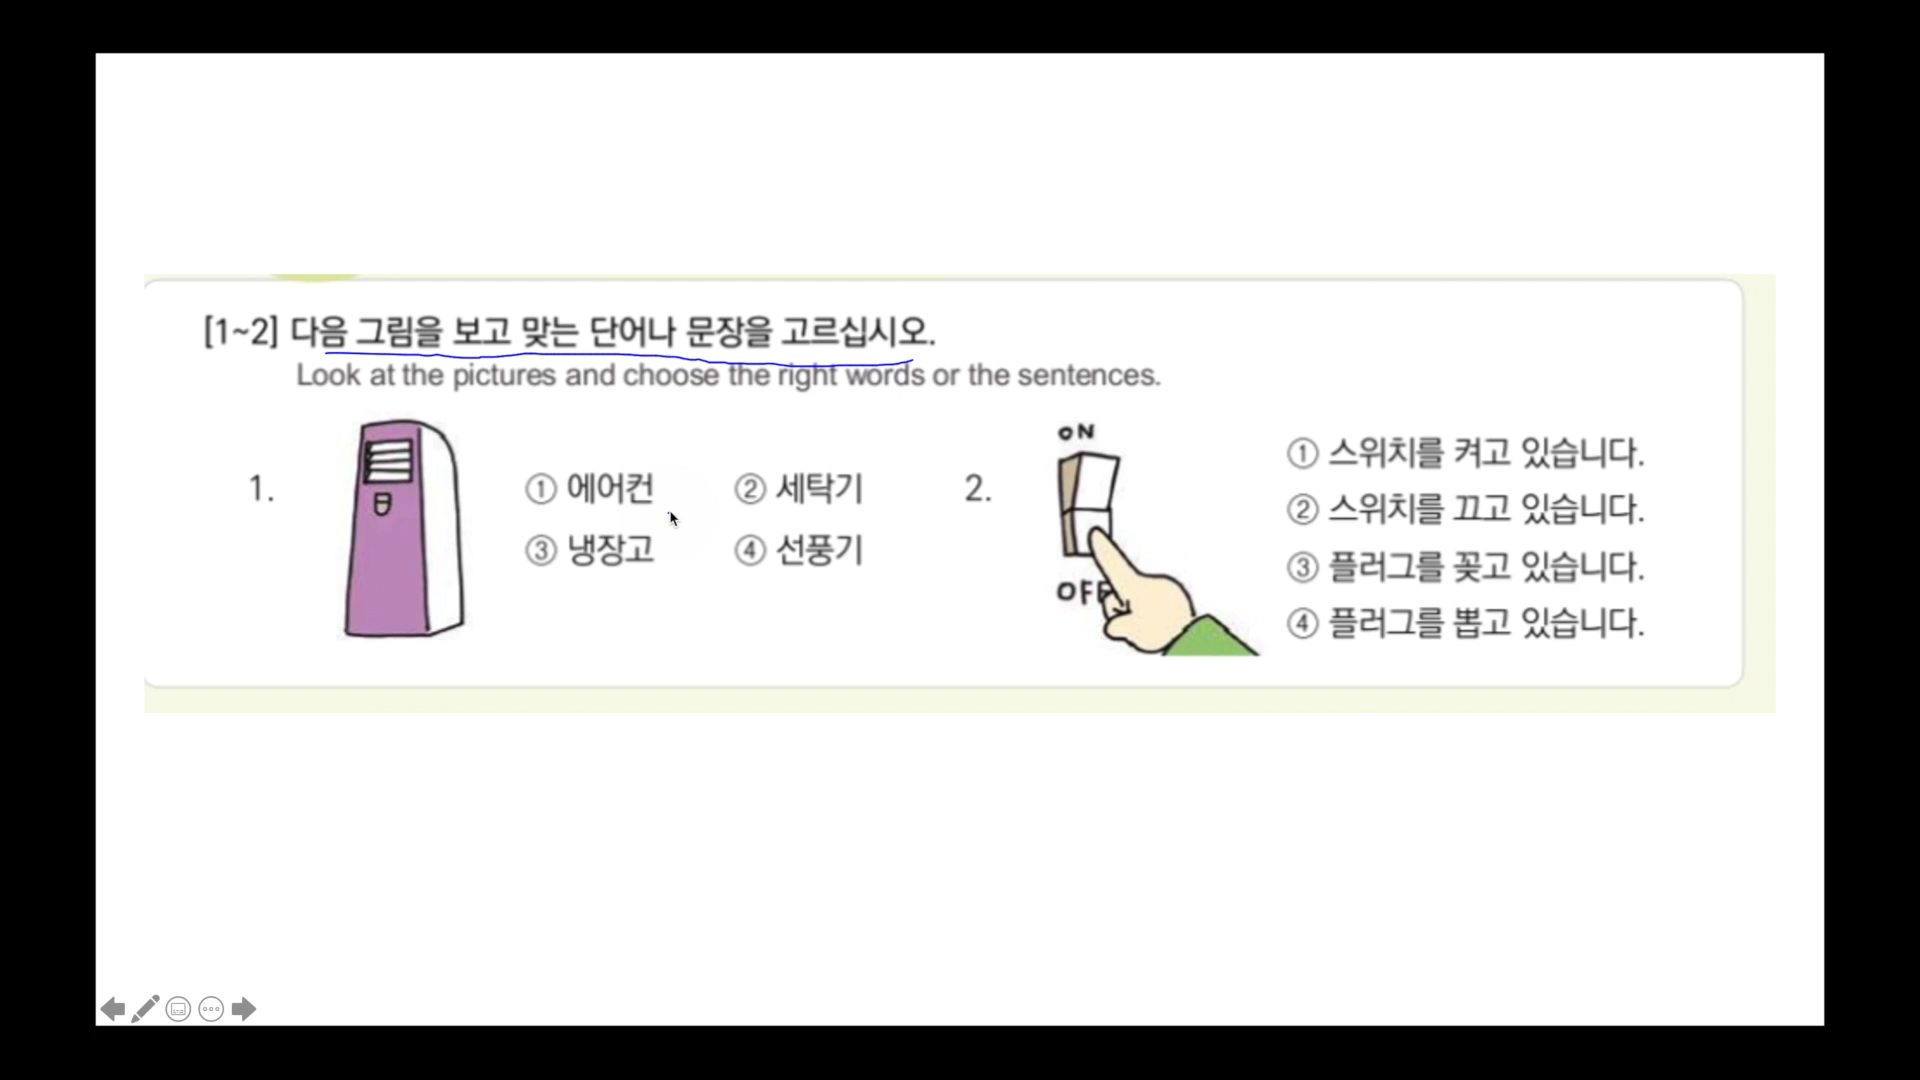 [1~2] 다음 그림을 보고 맞는 단어나 문장을 고르십시오.
Look at the pictures and choose the right words or the sentences.
1.
① 에어컨 ② 세탁기
③ 냉장고 ④ 선풍기
2.
ON
OFF
① 스위치를 켜고 있습니다.
② 스위치를 끄고 있습니다.
③ 플러그를 꽂고 있습니다.
④ 플러그를 뽑고 있습니다.